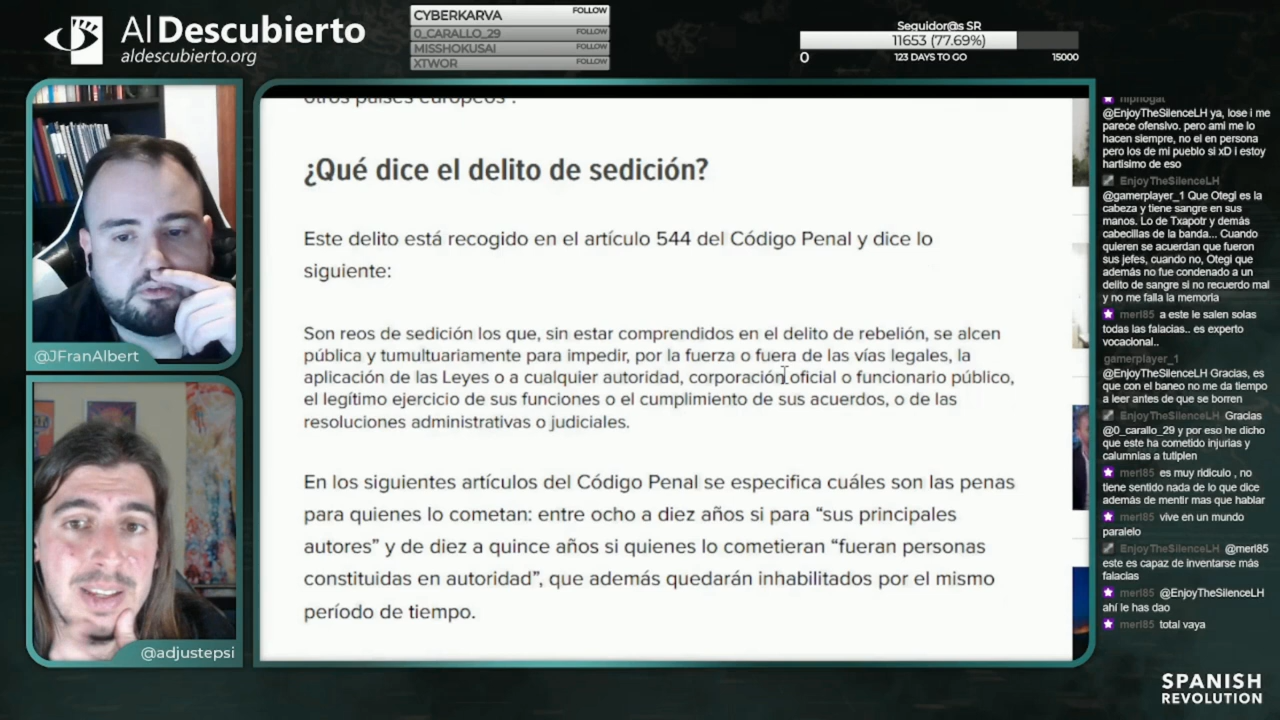 Al Descubierto
aldescubierto.org
CYBERKARVA FOLLOW
0_CARALLO_29 FOLLOW
MISSHOKUSAI FOLLOW
XTWOR FOLLOW
Seguidor@s SR
11653 (77.69%)
0 123 DAYS TO GO 15000
@JFranAlbert
@adjustepsi
otros países europeos".
¿Qué dice el delito de sedición?
Este delito está recogido en el artículo 544 del Código Penal y dice lo
siguiente:
Son reos de sedición los que, sin estar comprendidos en el delito de rebelión, se alcen
pública y tumultuariamente para impedir, por la fuerza o fuera de las vías legales, la
aplicación de las Leyes o a cualquier autoridad, corporación oficial o funcionario público,
el legítimo ejercicio de sus funciones o el cumplimiento de sus acuerdos, o de las
resoluciones administrativas o judiciales.
En los siguientes artículos del Código Penal se especifica cuáles son las penas
para quienes lo cometan: entre ocho a diez años si para “sus principales
autores” y de diez a quince años si quienes lo cometieran “fueran personas
constituidas en autoridad”, que además quedarán inhabilitados por el mismo
período de tiempo.
@EnjoyTheSilenceLH ya, lose i me
parece ofensivo. pero ami me lo
hacen siempre, no el en persona
pero los de mi pueblo si xD i estoy
hartisimo de eso
EnjoyTheSilenceLH
@gamerplayer_1 Que Otegi es la
cabeza y tiene sangre en sus
manos. Lo de Txapotr y demás
cabecillas de la banda... Cuando
quieren se acuerdan que fueron
sus jefes, cuando no, Otegi que
además no fue condenado a un
delito de sangre si no recuerdo mal
y no me falla la memoria
merl85 a este le salen solas
todas las falacias.. es experto
vocacional..
gamerplayer_1
@EnjoyTheSilenceLH Gracias, es
que con el baneo no me da tiempo
a leer antes de que se borren
EnjoyTheSilenceLH Gracias
@0_carallo_29 y por eso he dicho
que este ha cometido injurias y
calumnias a tutiplen
merl85 es muy ridiculo , no
tiene sentido nada de lo que dice
además de mentir mas que hablar
merl85 vive en un mundo
paralelo
EnjoyTheSilenceLH @merl85
este es capaz de inventarse más
falacias
merl85 @EnjoyTheSilenceLH
ahí le has dao
merl85 total vaya
SPANISH
REVOLUTION